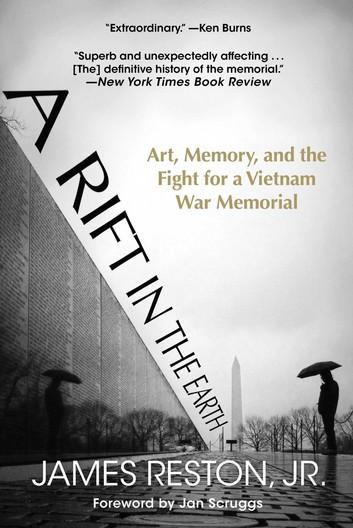 "Extraordinary." —Ken Burns
"Superb and unexpectedly affecting . . .
[The] definitive history of the memorial."
—New York Times Book Review
A RIFT IN THE EARTH
Art, Memory, and the
Fight for a Vietnam
War Memorial
JAMES RESTON, JR.
Foreword by Jan Scruggs